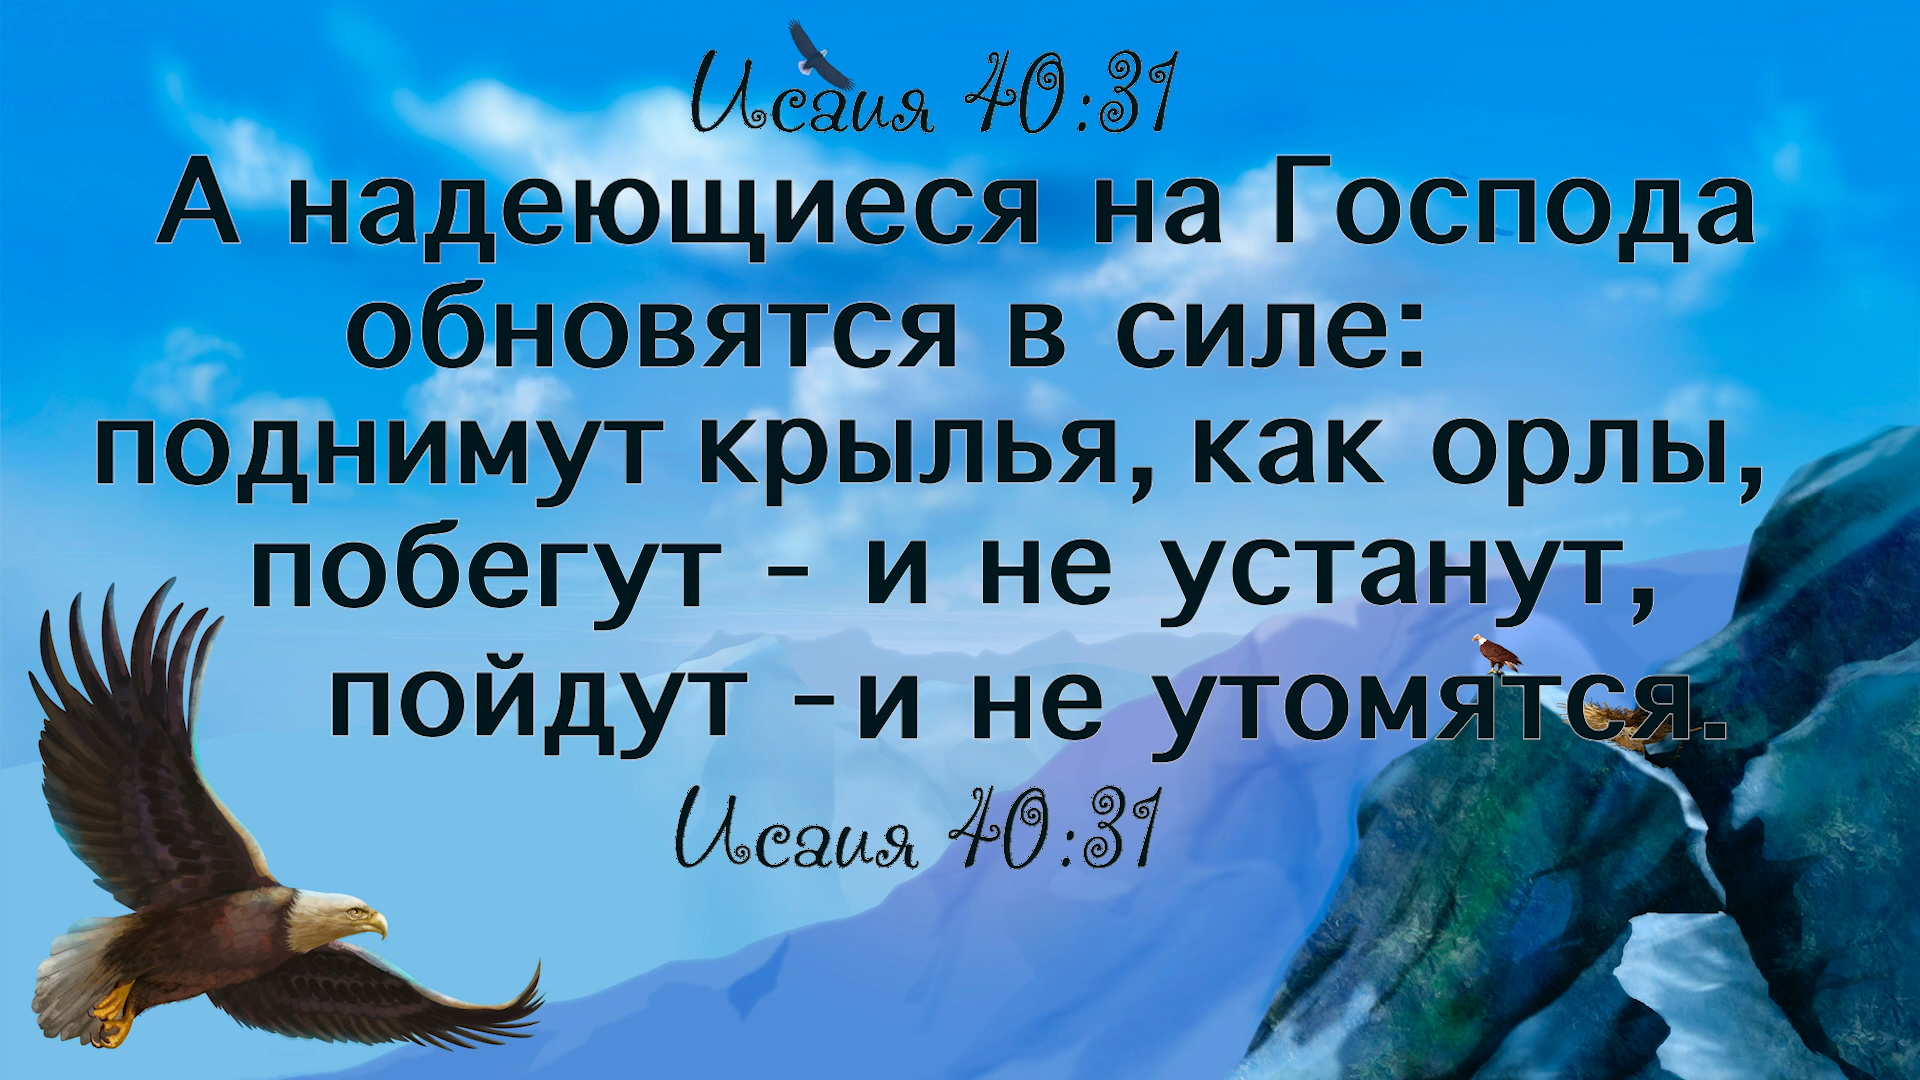 Исаия 40:31
А надеющиеся на Господа
обновятся в силе:
поднимут крылья, как орлы,
побегут - и не устанут,
пойдут -и не утомятся.
Исаия 40:31